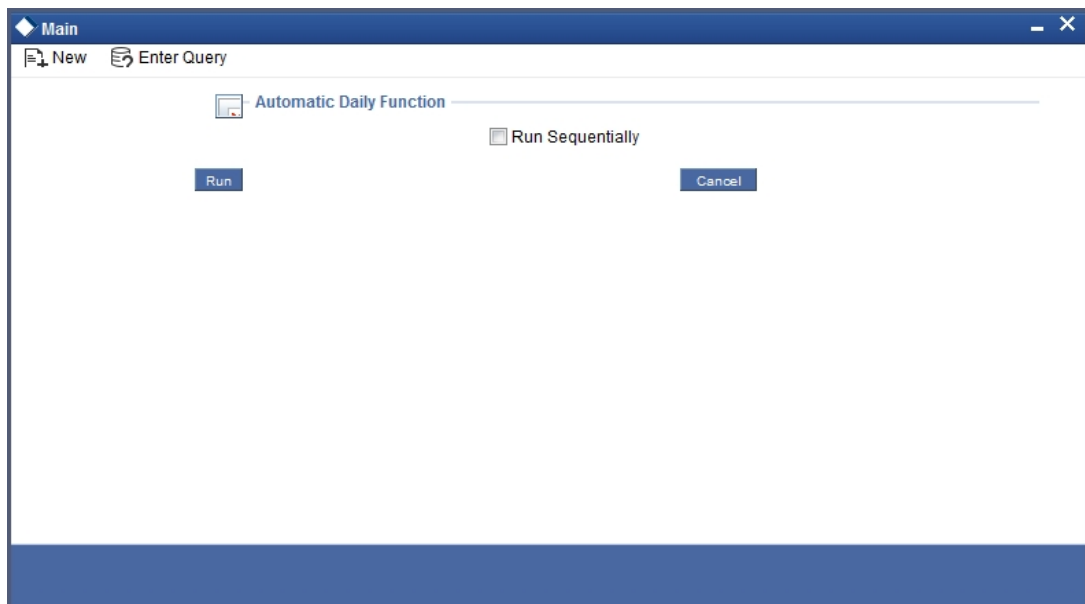 Main
New Enter Query
Automatic Daily Function
Run Sequentially
Run Cancel